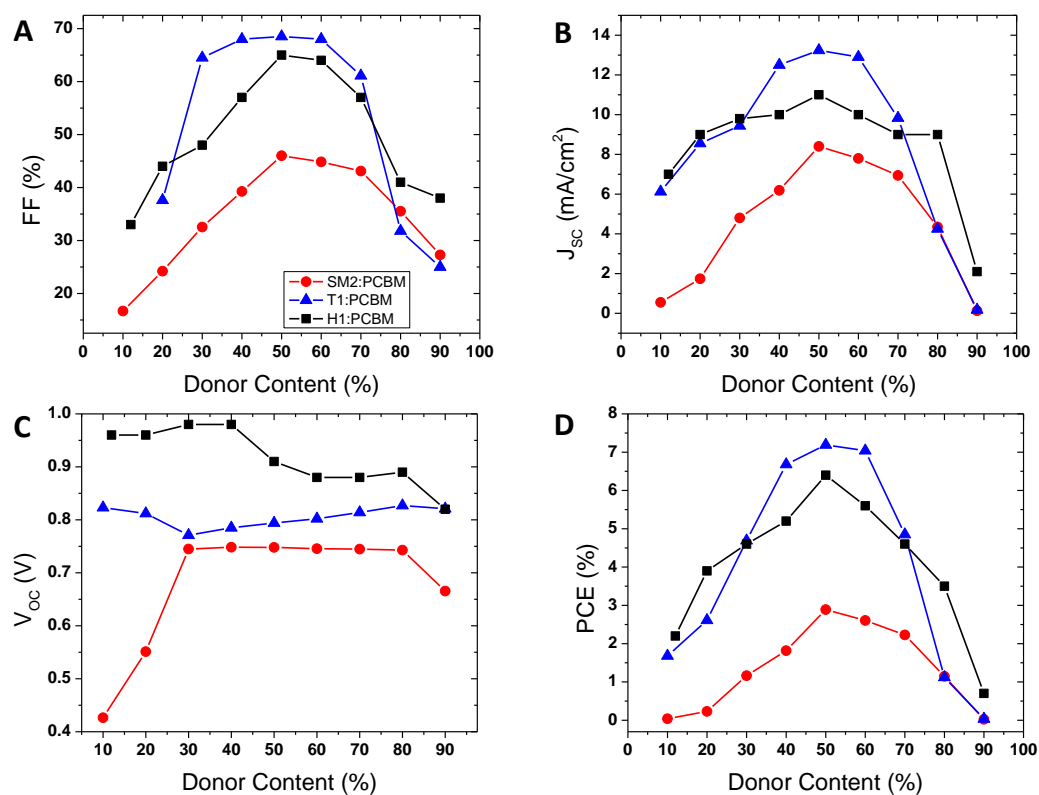 A
FF (%)
70
60
50
40
30
20
SM2:PCBM
T1:PCBM
H1:PCBM
0 10 20 30 40 50 60 70 80 90 100
Donor Content (%)
B
J_SC (mA/cm²)
14
12
10
8
6
4
2
0
0 10 20 30 40 50 60 70 80 90 100
Donor Content (%)
C
V_OC (V)
1.0
0.9
0.8
0.7
0.6
0.5
0.4
10 20 30 40 50 60 70 80 90
Donor Content (%)
D
PCE (%)
8
7
6
5
4
3
2
1
0
0 10 20 30 40 50 60 70 80 90 100
Donor Content (%)